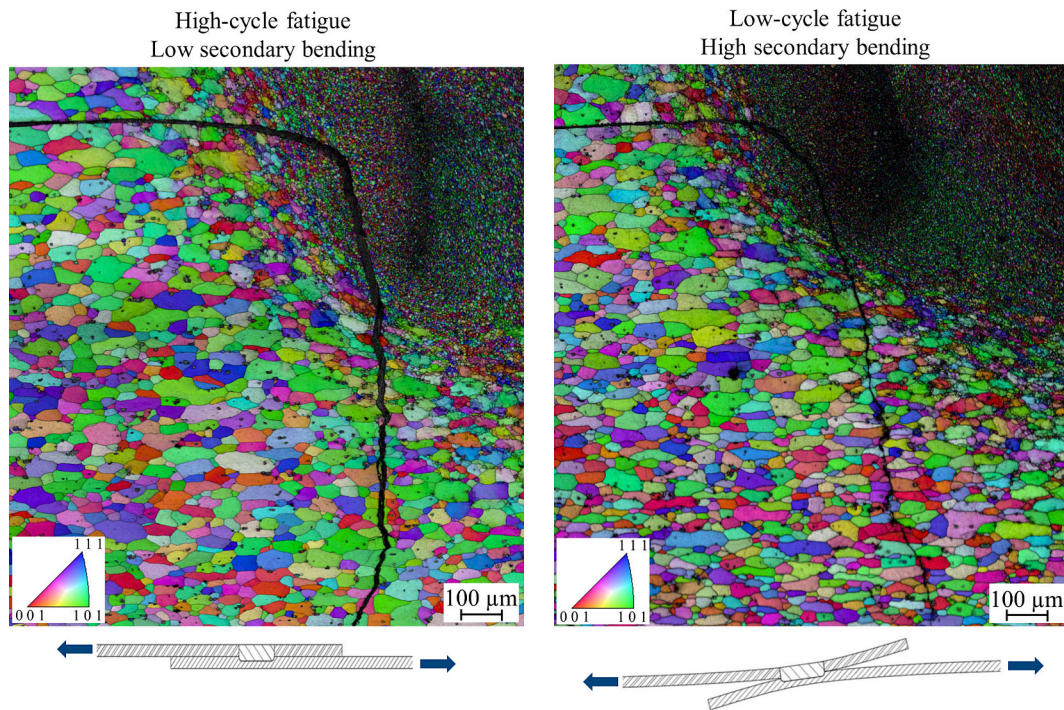 High-cycle fatigue
Low secondary bending
Low-cycle fatigue
High secondary bending
1 1 1
0 0 1
1 0 1
100 µm
1 1 1
0 0 1
1 0 1
100 µm